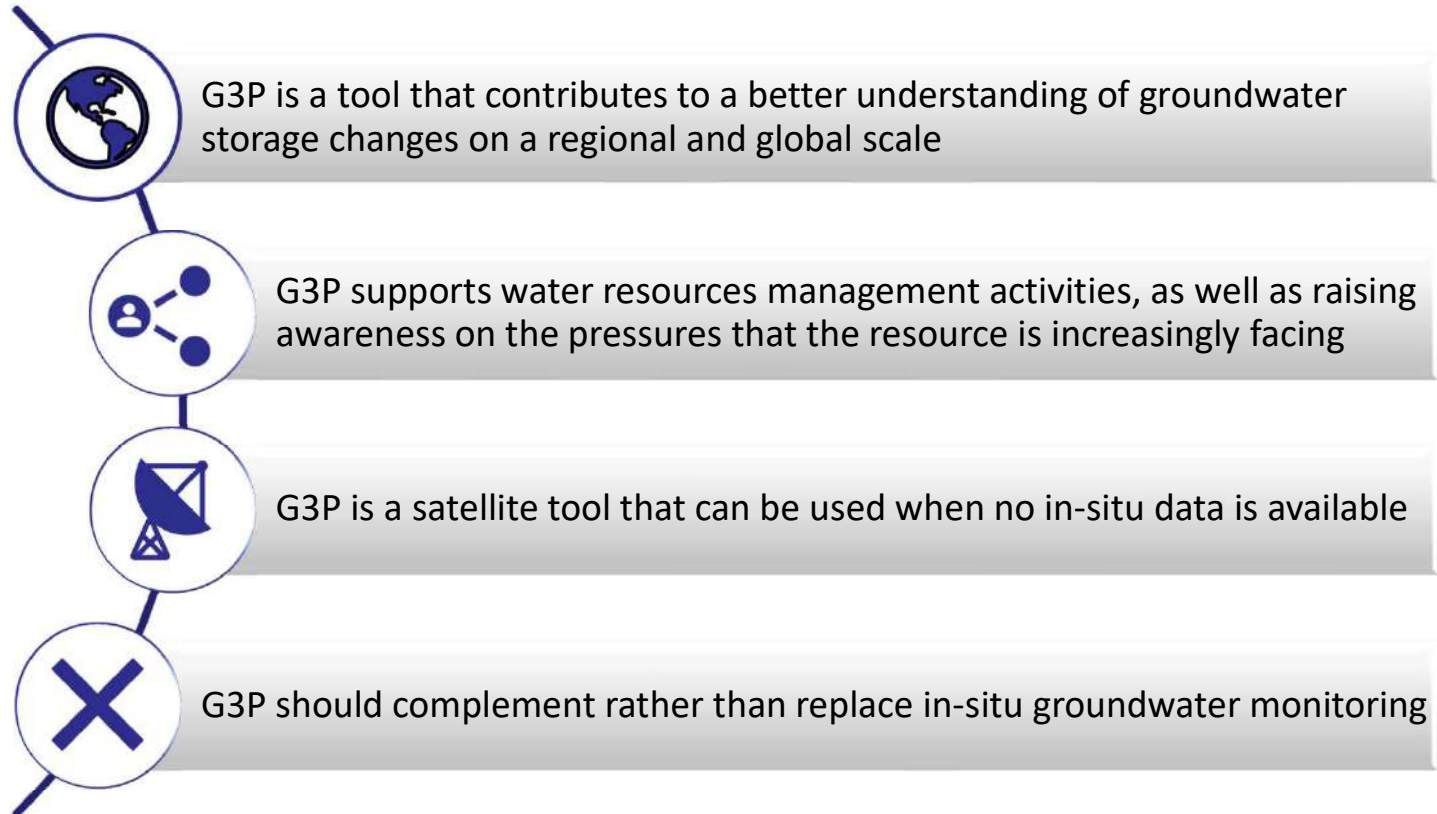 G3P is a tool that contributes to a better understanding of groundwater
storage changes on a regional and global scale
G3P supports water resources management activities, as well as raising
awareness on the pressures that the resource is increasingly facing
G3P is a satellite tool that can be used when no in-situ data is available
G3P should complement rather than replace in-situ groundwater monitoring